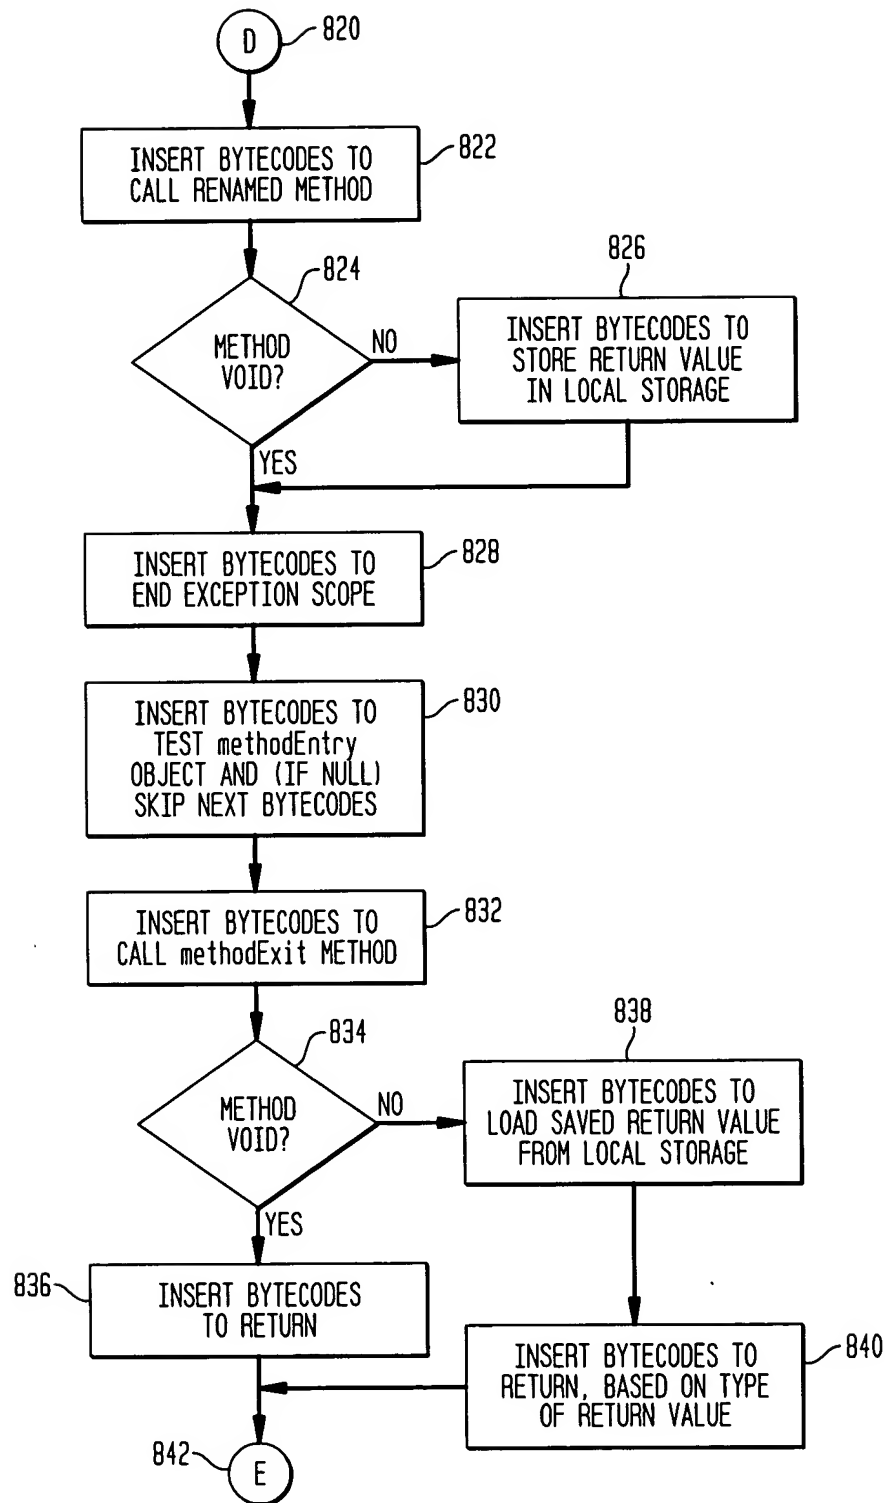 D
820
INSERT BYTECODES TO
CALL RENAMED METHOD
822
824
METHOD
VOID?
NO
YES
826
INSERT BYTECODES TO
STORE RETURN VALUE
IN LOCAL STORAGE
INSERT BYTECODES TO
END EXCEPTION SCOPE
828
INSERT BYTECODES TO
TEST methodEntry
OBJECT AND (IF NULL)
SKIP NEXT BYTECODES
830
INSERT BYTECODES TO
CALL methodExit METHOD
832
834
METHOD
VOID?
NO
YES
838
INSERT BYTECODES TO
LOAD SAVED RETURN VALUE
FROM LOCAL STORAGE
836
INSERT BYTECODES
TO RETURN
INSERT BYTECODES TO
RETURN, BASED ON TYPE
OF RETURN VALUE
840
842
E